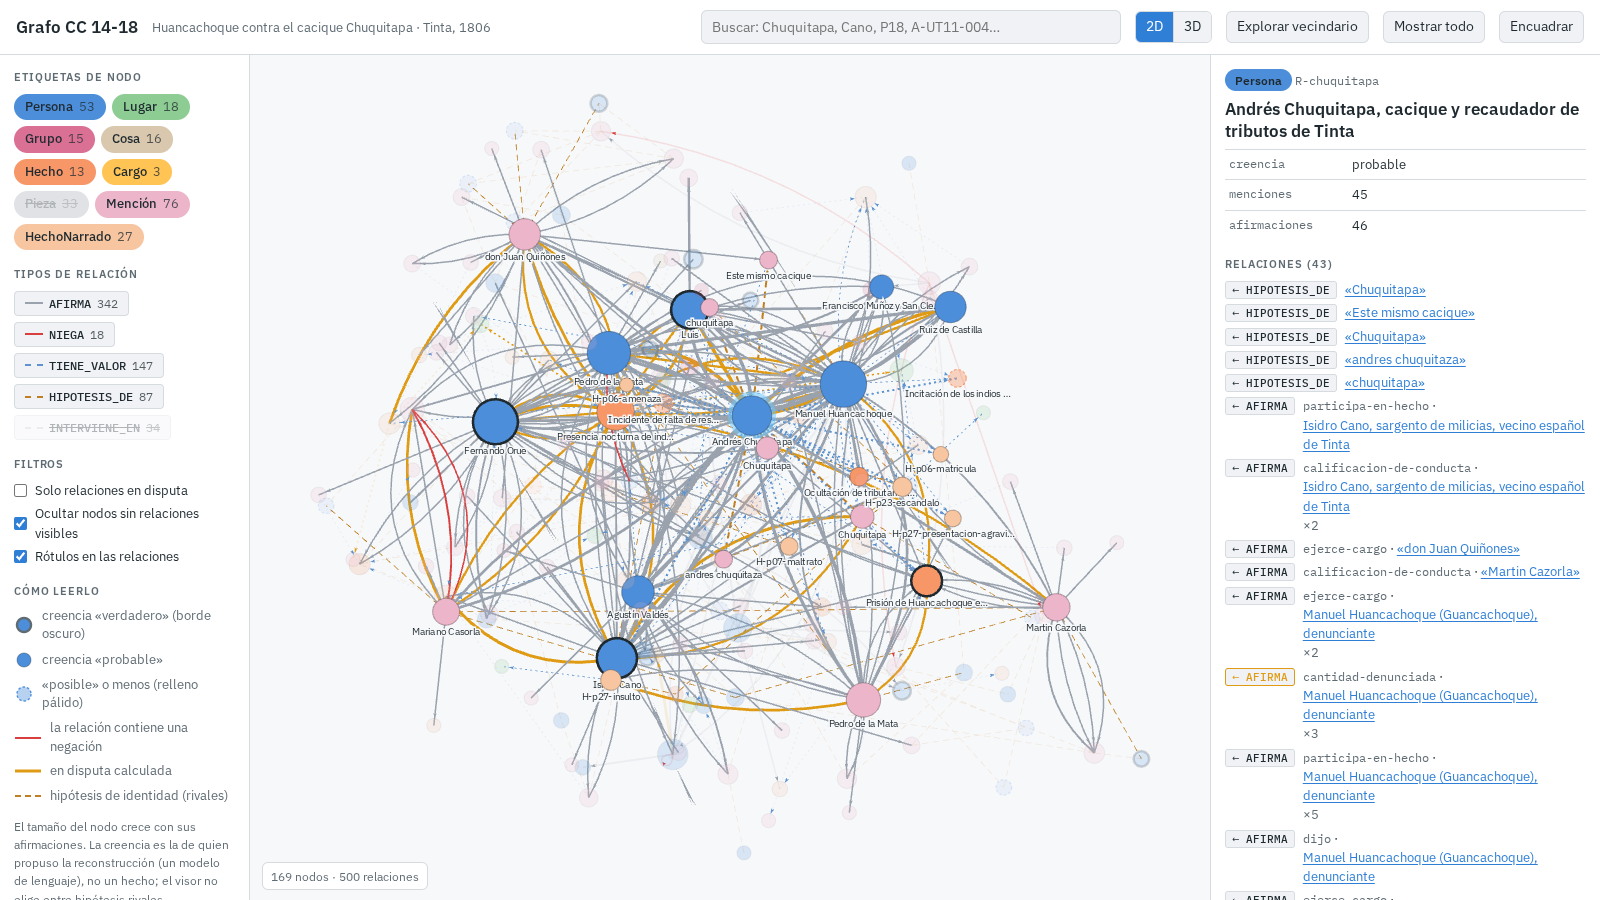 Grafo CC 14-18
Huancachoque contra el cacique Chuquitapa · Tinta, 1806
Buscar: Chuquitapa, Cano, P18, A-UT11-004…
2D
3D
Explorar vecindario
Mostrar todo
Encuadrar
ETIQUETAS DE NODO
Persona 53
Lugar 18
Grupo 15
Cosa 16
Hecho 13
Cargo 3
Pieza 33
Mención 76
HechoNarrado 27
TIPOS DE RELACIÓN
AFIRMA 342
NIEGA 18
TIENE_VALOR 147
HIPOTESIS_DE 87
INTERVIENE_EN 34
FILTROS
Solo relaciones en disputa
Ocultar nodos sin relaciones
visibles
Rótulos en las relaciones
CÓMO LEERLO
creencia «verdadero» (borde
oscuro)
creencia «probable»
«posible» o menos (relleno
pálido)
la relación contiene una
negación
en disputa calculada
hipótesis de identidad (rivales)
El tamaño del nodo crece con sus
afirmaciones. La creencia es la de quien
propuso la reconstrucción (un modelo
de lenguaje), no un hecho; el visor no
elige entre hipótesis rivales.
don Juan Quiñones
Este mismo cacique
Francisco Muñoz y San Cle…
chuquitapa
Luis
Ruiz de Castilla
Pedro de la Mata
H-p06-amenaza
Incitación de los indios …
Manuel Huancachoque
Incidente de falta de res…
Presencia nocturna de ind…
Andrés Chuquitapa
Fernando Orue
Chuquitapa
H-p06-matricula
Ocultación de tributar…
H-p23-escandalo
Chuquitapa
H-p27-presentacion-agravi…
H-p07-maltrato
andres chuquitaza
Prisión de Huancachoque e…
Agustín Valdés
Mariano Casorla
Martin Cazorla
Isidro Cano
H-p27-insulto
Pedro de la Mata
169 nodos · 500 relaciones
Persona
R-chuquitapa
Andrés Chuquitapa, cacique y recaudador de
tributos de Tinta
creencia probable
menciones 45
afirmaciones 46
RELACIONES (43)
← HIPOTESIS_DE «Chuquitapa»
← HIPOTESIS_DE «Este mismo cacique»
← HIPOTESIS_DE «Chuquitapa»
← HIPOTESIS_DE «andres chuquitaza»
← HIPOTESIS_DE «chuquitapa»
← AFIRMA participa-en-hecho ·
Isidro Cano, sargento de milicias, vecino español
de Tinta
← AFIRMA calificacion-de-conducta ·
Isidro Cano, sargento de milicias, vecino español
de Tinta
×2
← AFIRMA ejerce-cargo · «don Juan Quiñones»
← AFIRMA calificacion-de-conducta · «Martin Cazorla»
← AFIRMA ejerce-cargo ·
Manuel Huancachoque (Guancachoque),
denunciante
×2
← AFIRMA cantidad-denunciada ·
Manuel Huancachoque (Guancachoque),
denunciante
×3
← AFIRMA participa-en-hecho ·
Manuel Huancachoque (Guancachoque),
denunciante
×5
← AFIRMA dijo ·
Manuel Huancachoque (Guancachoque),
denunciante
← AFIRMA ejerce-cargo ·